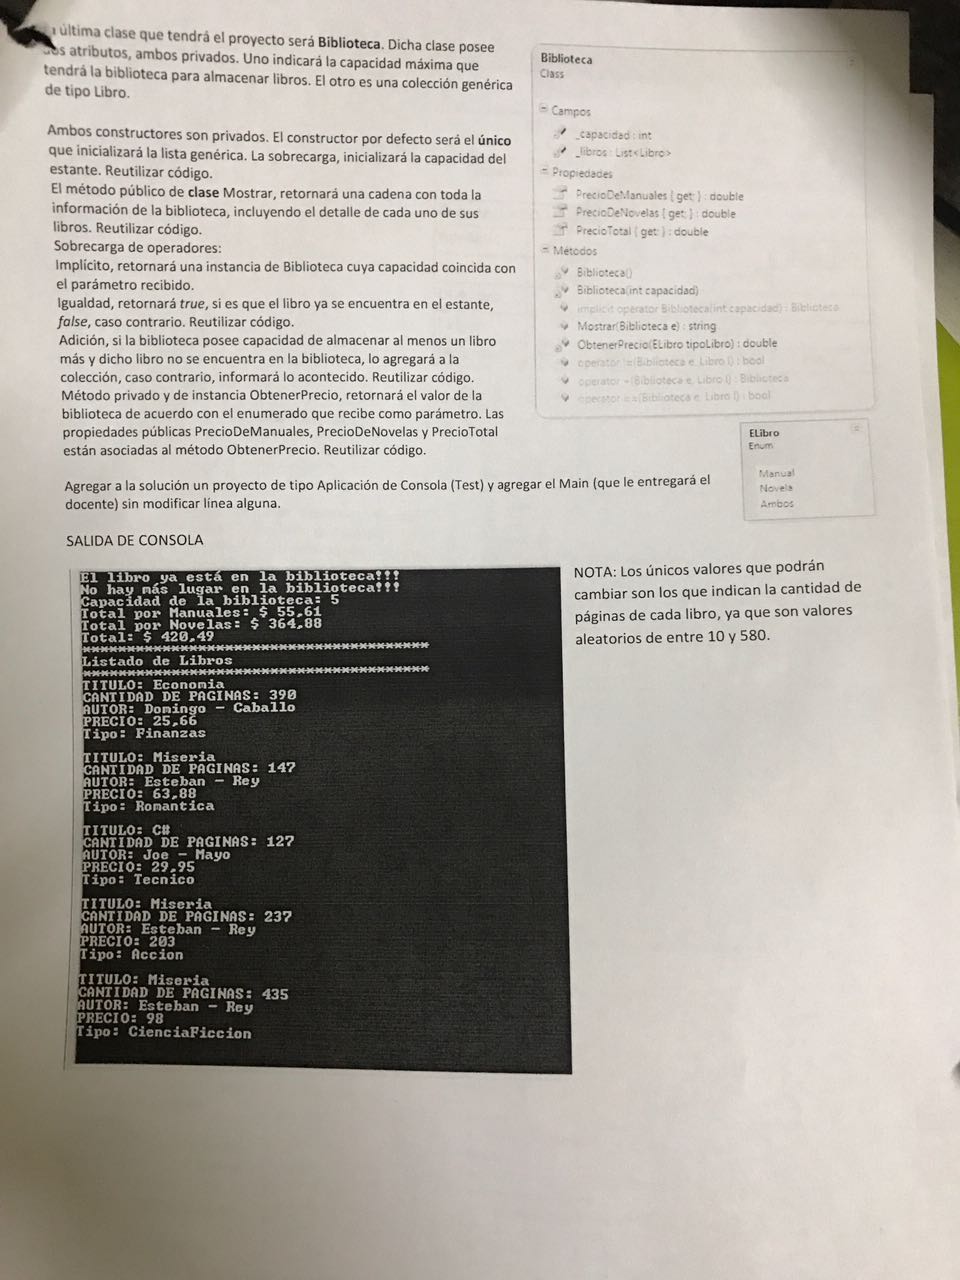 última clase que tendrá el proyecto será Biblioteca. Dicha clase posee
dos atributos, ambos privados. Uno indicará la capacidad máxima que
tendrá la biblioteca para almacenar libros. El otro es una colección genérica
de tipo Libro.
Ambos constructores son privados. El constructor por defecto será el único
que inicializará la lista genérica. La sobrecarga, inicializará la capacidad del
estante. Reutilizar código.
El método público de clase Mostrar, retornará una cadena con toda la
información de la biblioteca, incluyendo el detalle de cada uno de sus
libros. Reutilizar código.
Sobrecarga de operadores:
Implícito, retornará una instancia de Biblioteca cuya capacidad coincida con
el parámetro recibido.
Igualdad, retornará true, si es que el libro ya se encuentra en el estante,
false, caso contrario. Reutilizar código.
Adición, si la biblioteca posee capacidad de almacenar al menos un libro
más y dicho libro no se encuentra en la biblioteca, lo agregará a la
colección, caso contrario, informará lo acontecido. Reutilizar código.
Método privado y de instancia ObtenerPrecio, retornará el valor de la
biblioteca de acuerdo con el enumerado que recibe como parámetro. Las
propiedades públicas PrecioDeManuales, PrecioDeNovelas y PrecioTotal
están asociadas al método ObtenerPrecio. Reutilizar código.
Biblioteca
Class
Campos
_capacidad : int
_libros : List<Libro>
Propiedades
PrecioDeManuales { get; } : double
PrecioDeNovelas { get; } : double
PrecioTotal { get; } : double
Métodos
Biblioteca()
Biblioteca(int capacidad)
implicit operator Biblioteca(int capacidad) : Biblioteca
Mostrar(Biblioteca e) : string
ObtenerPrecio(ELibro tipoLibro) : double
operator !=(Biblioteca e, Libro l) : bool
operator +(Biblioteca e, Libro l) : Biblioteca
operator ==(Biblioteca e, Libro l) : bool
ELibro
Enum
Manual
Novela
Ambos
Agregar a la solución un proyecto de tipo Aplicación de Consola (Test) y agregar el Main (que le entregará el
docente) sin modificar línea alguna.
SALIDA DE CONSOLA
El libro ya está en la biblioteca!!!
No hay más lugar en la biblioteca!!!
Capacidad de la biblioteca: 5
Total por Manuales: $ 55,61
Total por Novelas: $ 364,88
Total: $ 420,49
****************************************
Listado de Libros
****************************************
TITULO: Economia
CANTIDAD DE PAGINAS: 390
AUTOR: Domingo - Caballo
PRECIO: 25,66
Tipo: Finanzas
TITULO: Miseria
CANTIDAD DE PAGINAS: 147
AUTOR: Esteban - Rey
PRECIO: 63,88
Tipo: Romantica
TITULO: C#
CANTIDAD DE PAGINAS: 127
AUTOR: Joe - Mayo
PRECIO: 29,95
Tipo: Tecnico
TITULO: Miseria
CANTIDAD DE PAGINAS: 237
AUTOR: Esteban - Rey
PRECIO: 203
Tipo: Accion
TITULO: Miseria
CANTIDAD DE PAGINAS: 435
AUTOR: Esteban - Rey
PRECIO: 98
Tipo: CienciaFiccion
NOTA: Los únicos valores que podrán
cambiar son los que indican la cantidad de
páginas de cada libro, ya que son valores
aleatorios de entre 10 y 580.